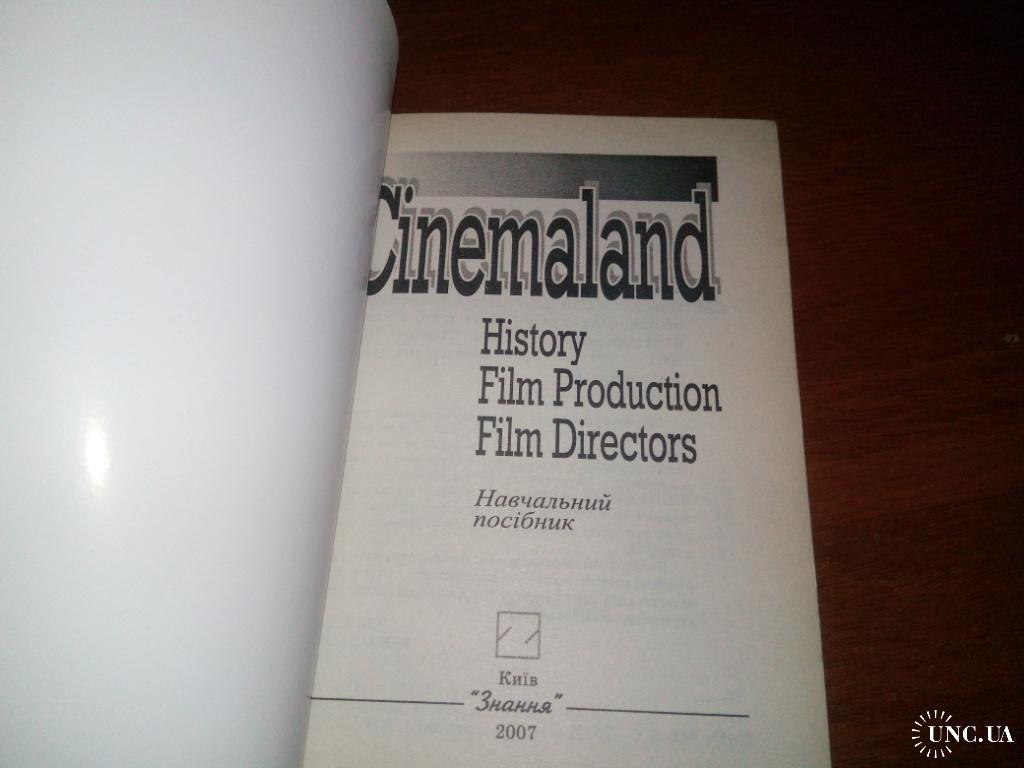 Cinemaland
History
Film Production
Film Directors
Навчальний
посібник
Київ
"Знання"
2007
UNC.UA